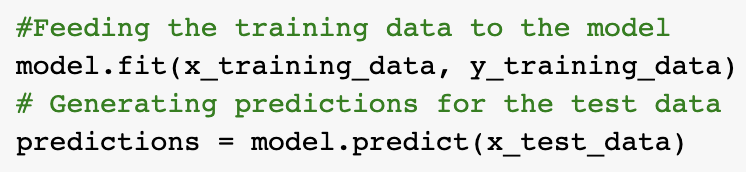 #Feeding the training data to the model
model.fit(x_training_data, y_training_data)
# Generating predictions for the test data
predictions = model.predict(x_test_data)